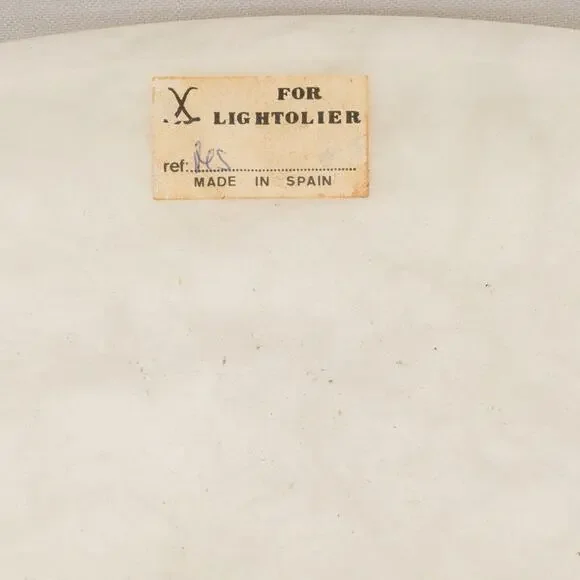 X FOR
LIGHTOLIER
ref:
MADE IN SPAIN